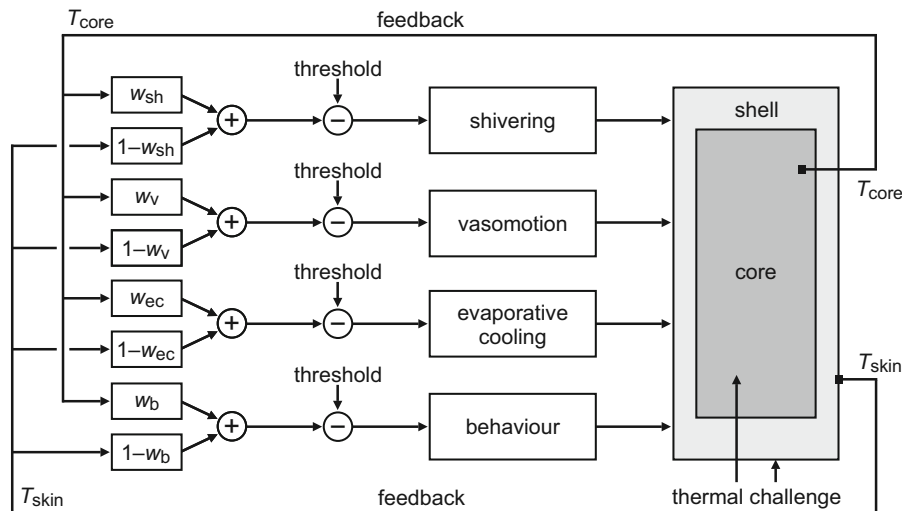 T_core
feedback
threshold
w_sh
+
−
shivering
shell
1−w_sh
T_core
threshold
w_v
+
−
vasomotion
1−w_v
core
threshold
w_ec
+
−
evaporative
cooling
1−w_ec
T_skin
threshold
w_b
+
−
behaviour
1−w_b
T_skin
feedback
thermal challenge